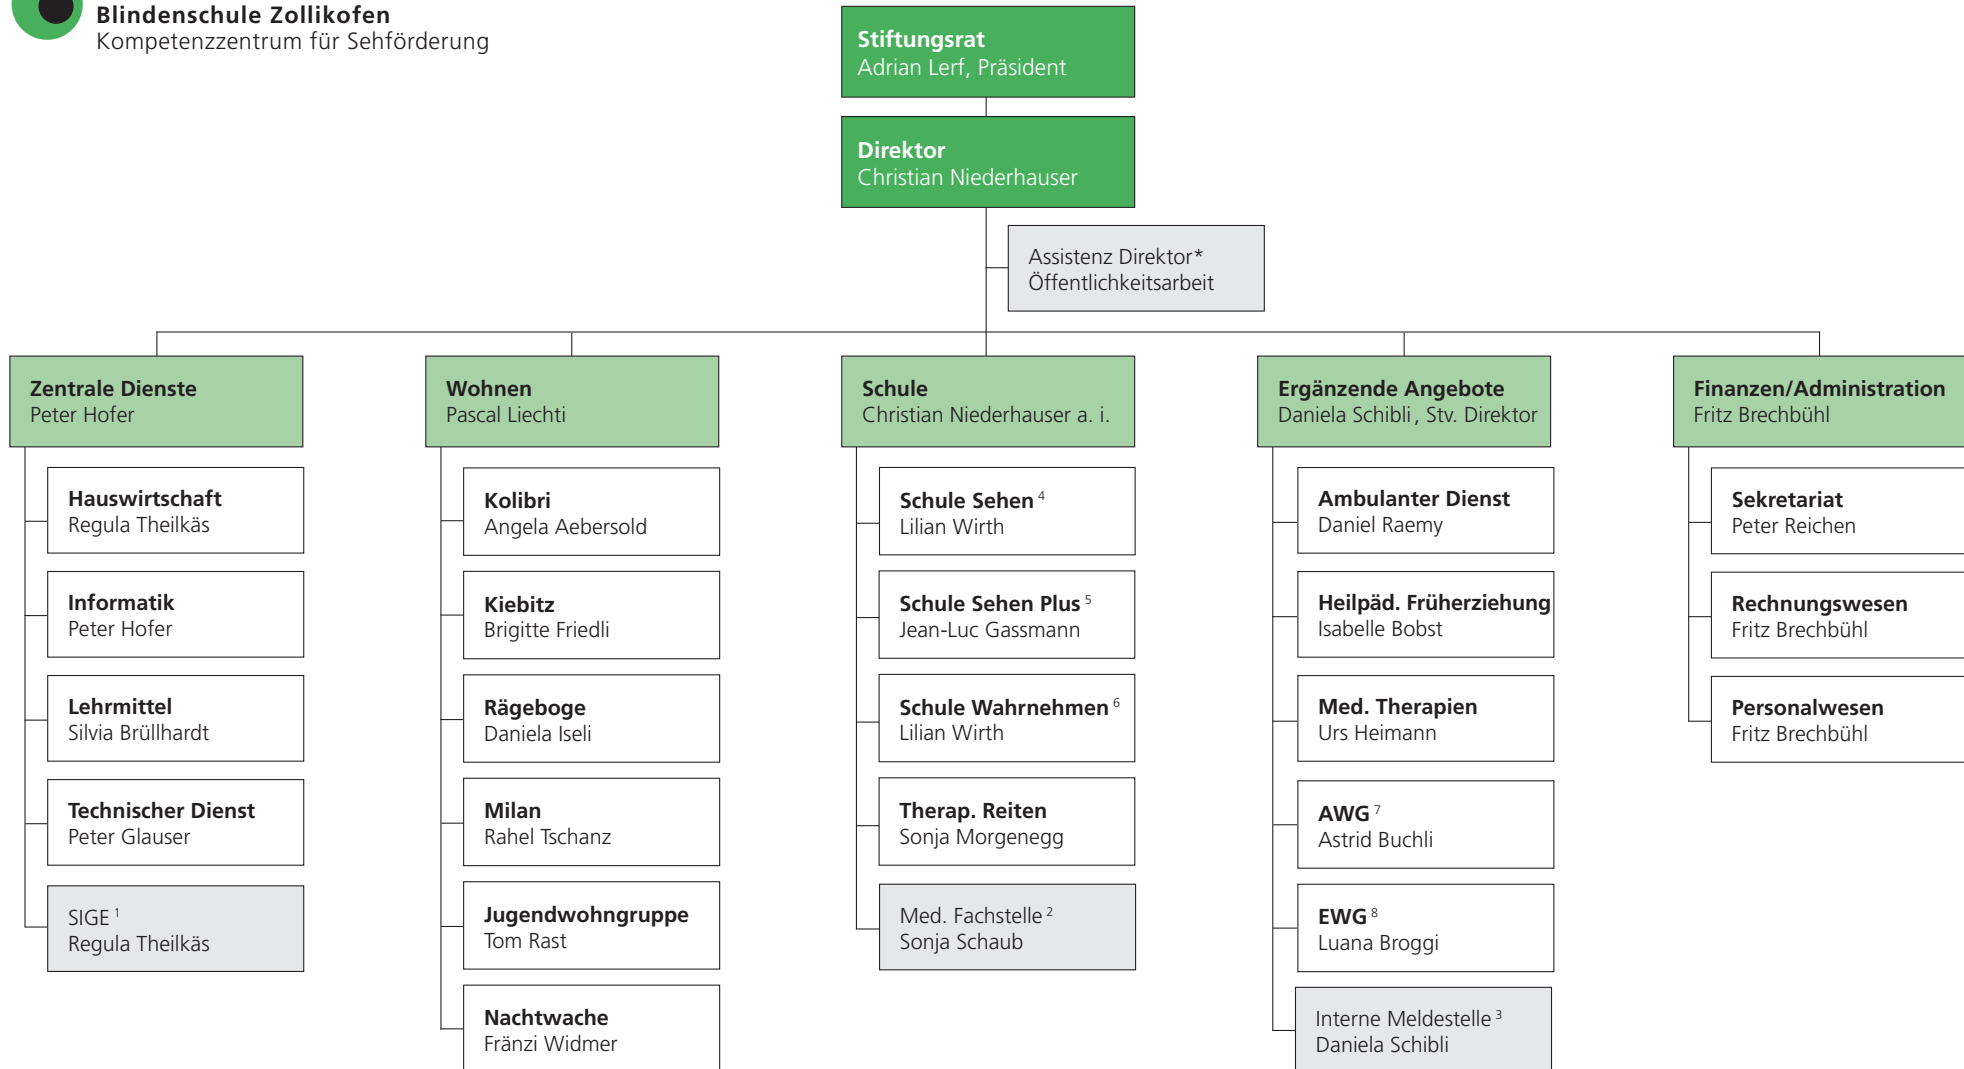 Blindenschule Zollikofen
Kompetenzzentrum für Sehförderung
Stiftungsrat
Adrian Lerf, Präsident
Direktor
Christian Niederhauser
Assistenz Direktor*
Öffentlichkeitsarbeit
Zentrale Dienste
Peter Hofer
Hauswirtschaft
Regula Theilkäs
Informatik
Peter Hofer
Lehrmittel
Silvia Brüllhardt
Technischer Dienst
Peter Glauser
SIGE 1
Regula Theilkäs
Wohnen
Pascal Liechti
Kolibri
Angela Aebersold
Kiebitz
Brigitte Friedli
Rägeboge
Daniela Iseli
Milan
Rahel Tschanz
Jugendwohngruppe
Tom Rast
Nachtwache
Fränzi Widmer
Schule
Christian Niederhauser a. i.
Schule Sehen 4
Lilian Wirth
Schule Sehen Plus 5
Jean-Luc Gassmann
Schule Wahrnehmen 6
Lilian Wirth
Therap. Reiten
Sonja Morgenegg
Med. Fachstelle 2
Sonja Schaub
Ergänzende Angebote
Daniela Schibli, Stv. Direktor
Ambulanter Dienst
Daniel Raemy
Heilpäd. Früherziehung
Isabelle Bobst
Med. Therapien
Urs Heimann
AWG 7
Astrid Buchli
EWG 8
Luana Broggi
Interne Meldestelle 3
Daniela Schibli
Finanzen/Administration
Fritz Brechbühl
Sekretariat
Peter Reichen
Rechnungswesen
Fritz Brechbühl
Personalwesen
Fritz Brechbühl